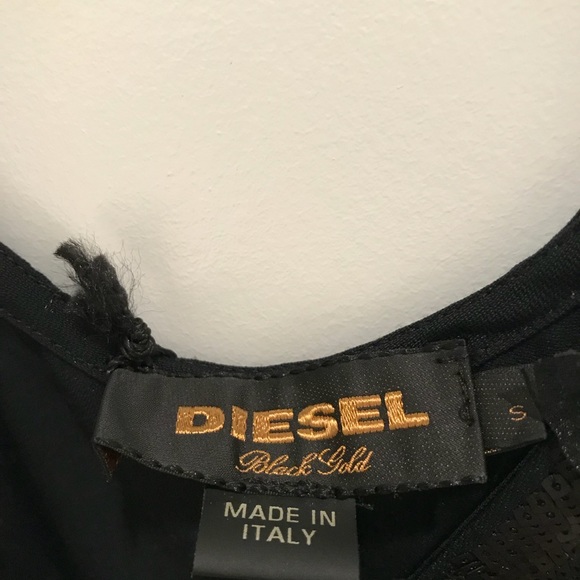 DIESEL
Black Gold
S
MADE IN
ITALY